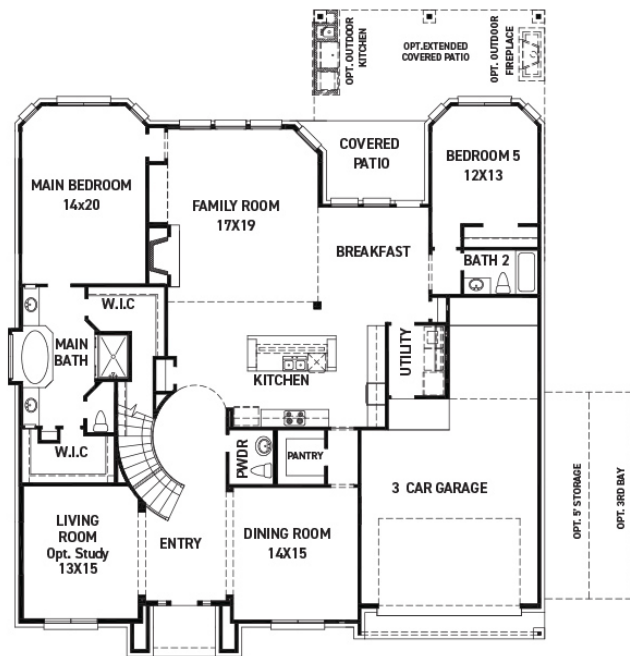 OPT. OUTDOOR
KITCHEN
OPT.EXTENDED
COVERED PATIO
OPT. OUTDOOR
FIREPLACE
COVERED
PATIO
BEDROOM 5
12X13
MAIN BEDROOM
14x20
FAMILY ROOM
17X19
BREAKFAST
BATH 2
W.I.C
MAIN
BATH
UTILITY
KITCHEN
W.I.C
PWDR
PANTRY
3 CAR GARAGE
OPT. 5' STORAGE
OPT. 3RD BAY
LIVING
ROOM
Opt. Study
13X15
ENTRY
DINING ROOM
14X15